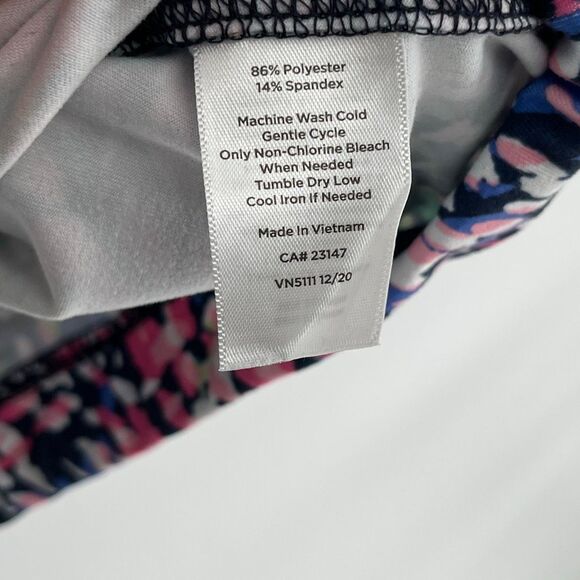 86% Polyester
14% Spandex
Machine Wash Cold
Gentle Cycle
Only Non-Chlorine Bleach
When Needed
Tumble Dry Low
Cool Iron If Needed
Made In Vietnam
CA# 23147
VN5111 12/20